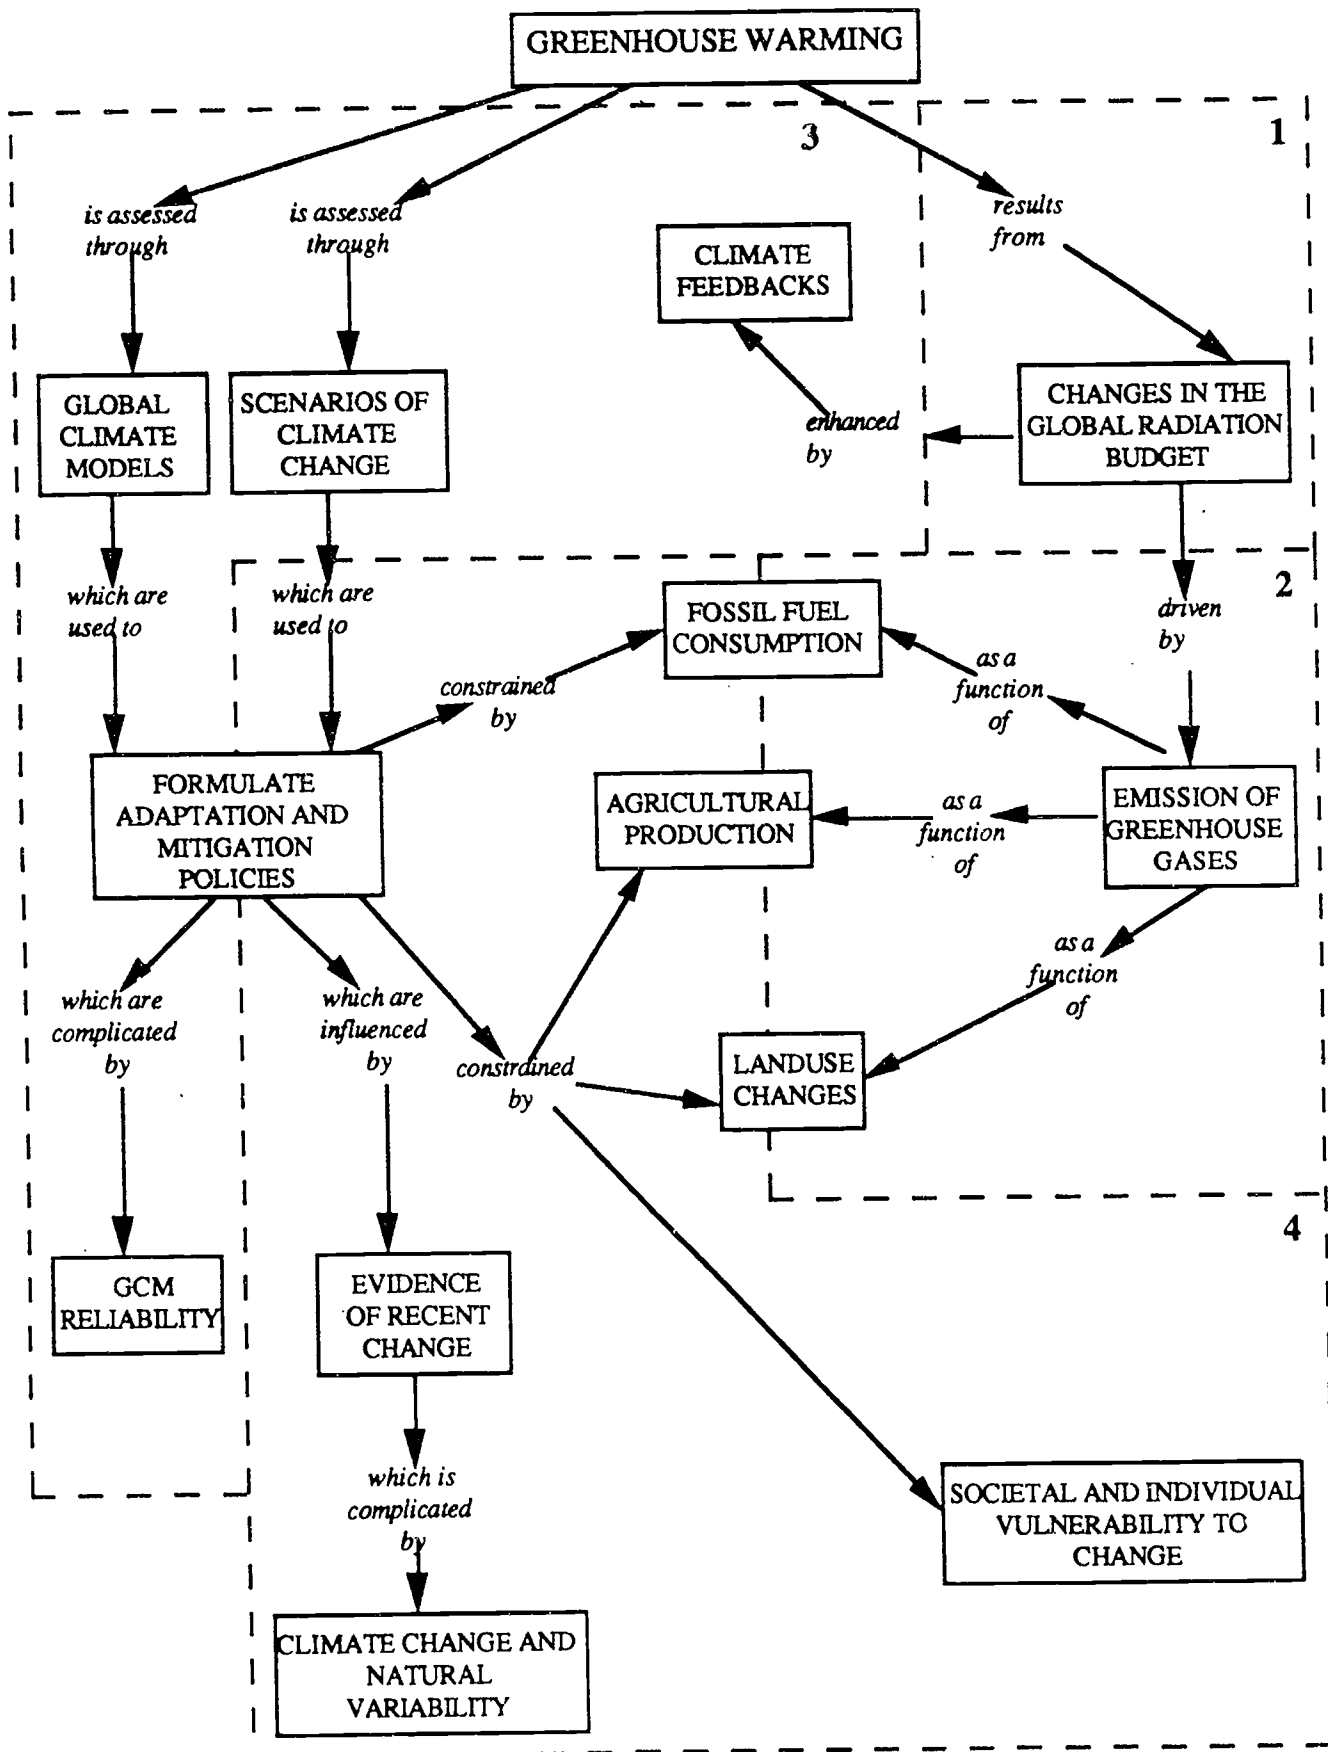 GREENHOUSE WARMING
3
1
is assessed
through
is assessed
through
results
from
CLIMATE
FEEDBACKS
GLOBAL
CLIMATE
MODELS
SCENARIOS OF
CLIMATE
CHANGE
enhanced
by
CHANGES IN THE
GLOBAL RADIATION
BUDGET
which are
used to
which are
used to
2
FOSSIL FUEL
CONSUMPTION
driven
by
constrained
by
as a
function
of
FORMULATE
ADAPTATION AND
MITIGATION
POLICIES
AGRICULTURAL
PRODUCTION
as a
function
of
EMISSION OF
GREENHOUSE
GASES
as a
function
of
which are
complicated
by
which are
influenced
by
constrained
by
LANDUSE
CHANGES
4
GCM
RELIABILITY
EVIDENCE
OF RECENT
CHANGE
which is
complicated
by
SOCIETAL AND INDIVIDUAL
VULNERABILITY TO
CHANGE
CLIMATE CHANGE AND
NATURAL
VARIABILITY